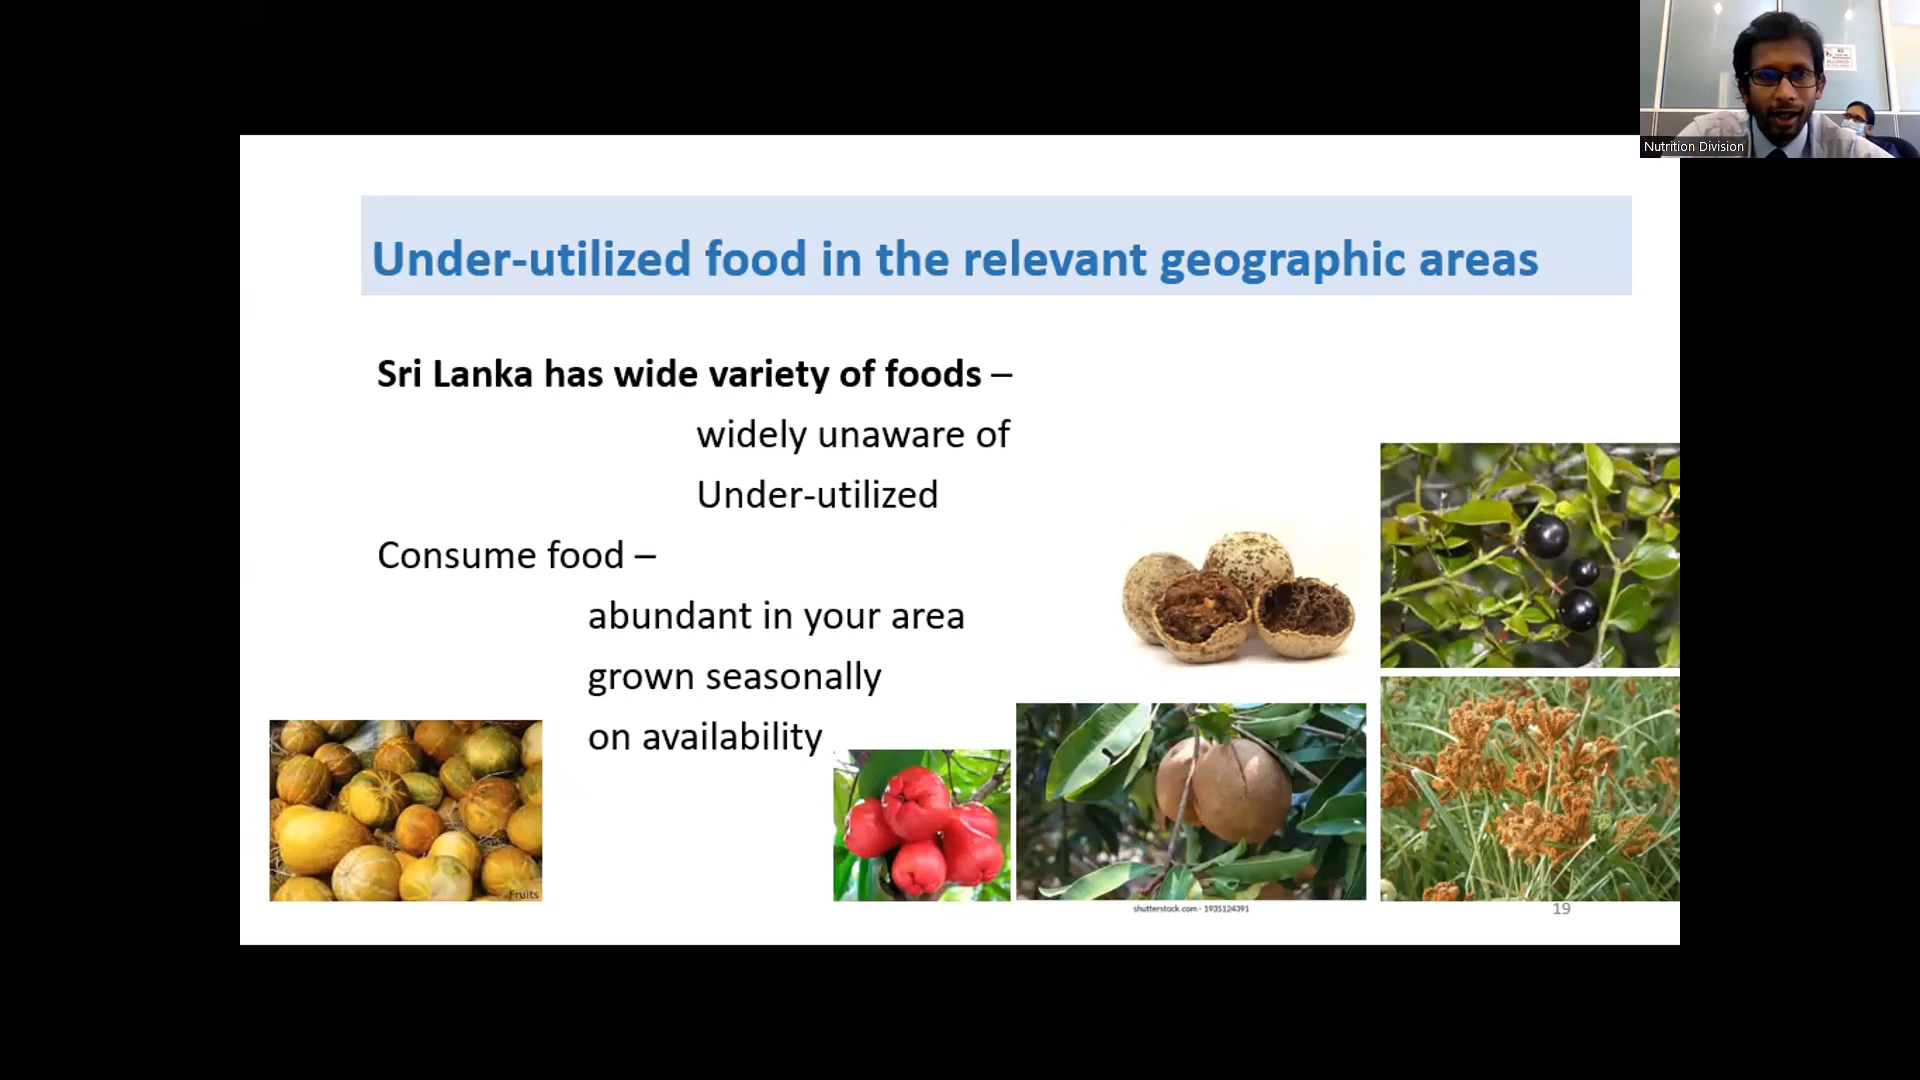 Under-utilized food in the relevant geographic areas
Sri Lanka has wide variety of foods –
widely unaware of
Under-utilized
Consume food –
abundant in your area
grown seasonally
on availability
Fruits
shutterstock.com · 1935124391
19
Nutrition Division